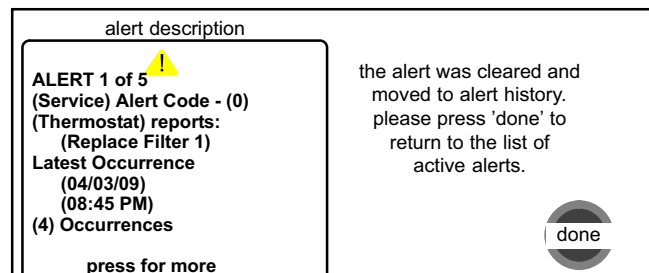 alert description
!
ALERT 1 of 5
(Service) Alert Code - (0)
(Thermostat) reports:
(Replace Filter 1)
Latest Occurrence
(04/03/09)
(08:45 PM)
(4) Occurrences
press for more
the alert was cleared and
moved to alert history.
please press ’done’ to
return to the list of
active alerts.
done